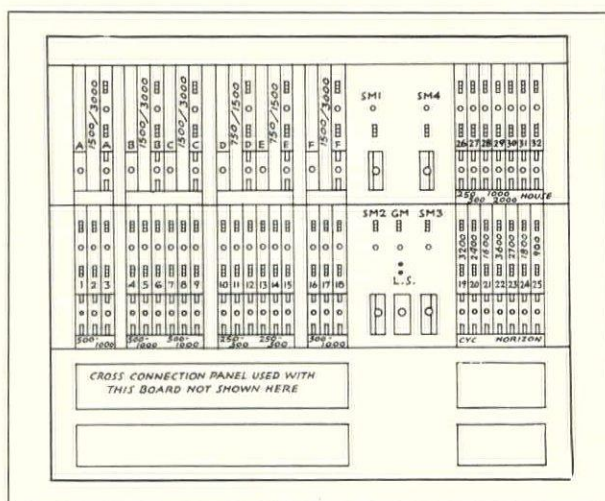 1500/3000 1500/3000 1500/3000 750/1500 750/1500 1500/3000
SM1 SM4
A A B B C C D D E E F F
26 27 28 29 30 31 32
250 500 1000 2000 HOUSE
SM2 GM SM3
3200 2400 1600 3600 2700 1800 900
L.S.
1 2 3 4 5 6 7 8 9 10 11 12 13 14 15 16 17 18
19 20 21 22 23 24 25
500-1000 500-1000 500-1000 250-500 250-500 500-1000
CYC HORIZON
CROSS CONNECTION PANEL USED WITH
THIS BOARD NOT SHOWN HERE